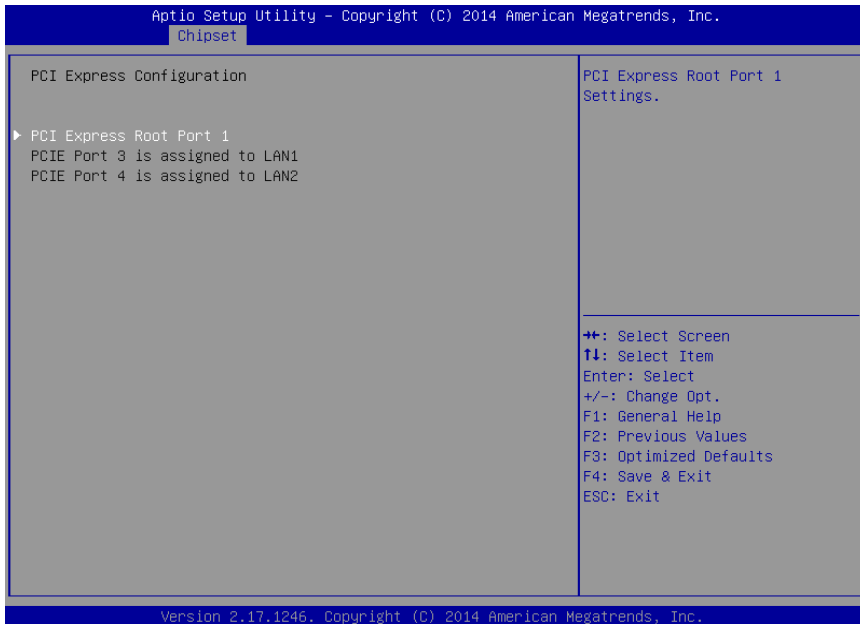 Aptio Setup Utility – Copyright (C) 2014 American Megatrends, Inc.
Chipset
PCI Express Configuration
PCI Express Root Port 1
PCIE Port 3 is assigned to LAN1
PCIE Port 4 is assigned to LAN2
PCI Express Root Port 1
Settings.
→←: Select Screen
↑↓: Select Item
Enter: Select
+/-: Change Opt.
F1: General Help
F2: Previous Values
F3: Optimized Defaults
F4: Save & Exit
ESC: Exit
Version 2.17.1246. Copyright (C) 2014 American Megatrends, Inc.